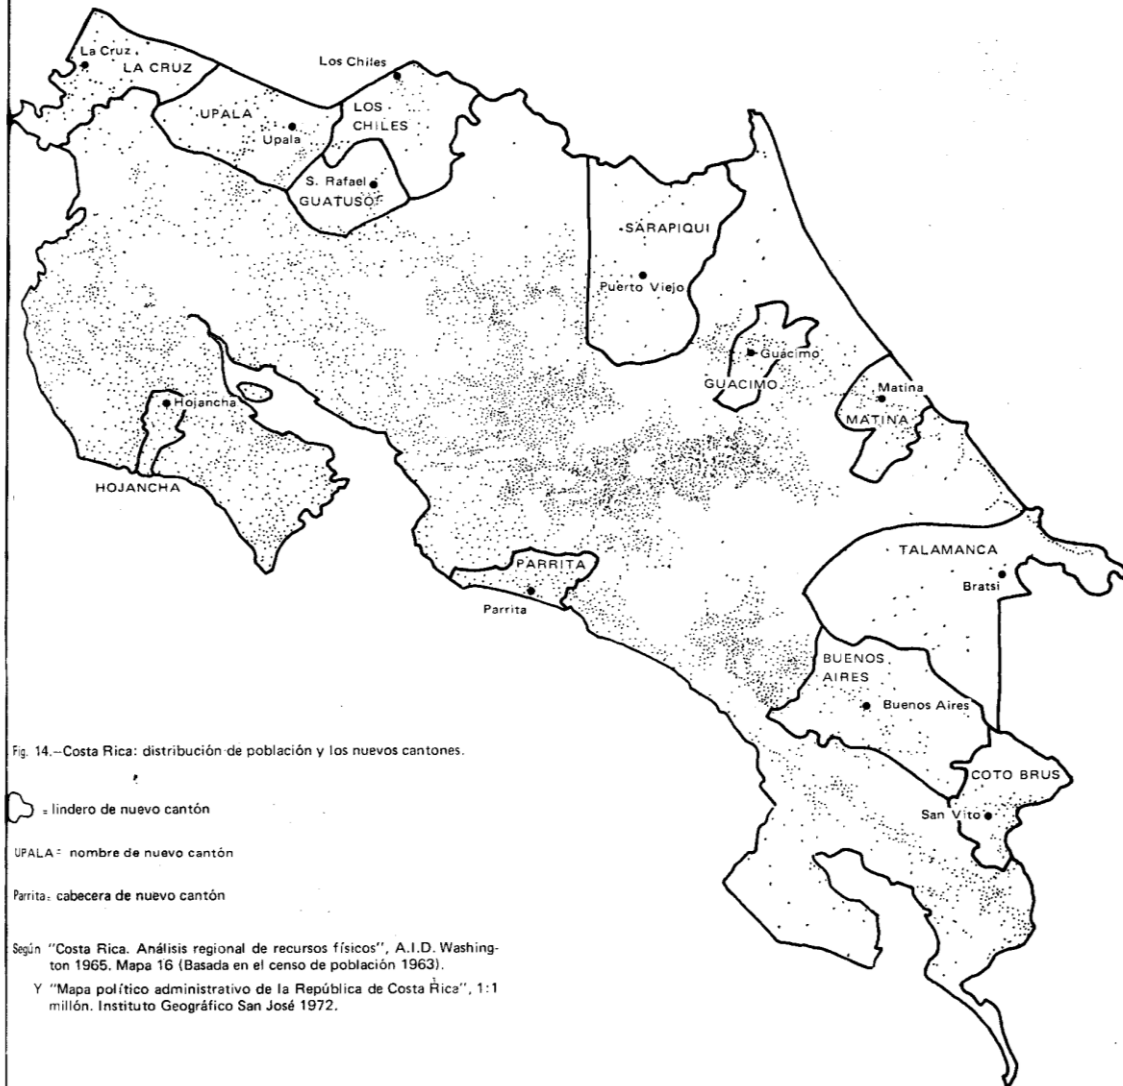 La Cruz
LA CRUZ
Los Chiles
UPALA
Upala
LOS
CHILES
S. Rafael
GUATUSO
SARAPIQUI
Puerto Viejo
Guácimo
GUACIMO
Matina
MATINA
Hojancha
HOJANCHA
PARRITA
Parrita
TALAMANCA
Bratsi
BUENOS
AIRES
Buenos Aires
COTO BRUS
San Vito
Fig. 14.—Costa Rica: distribución de población y los nuevos cantones.
= lindero de nuevo cantón
UPALA = nombre de nuevo cantón
Parrita = cabecera de nuevo cantón
Según "Costa Rica. Análisis regional de recursos físicos", A.I.D. Washing-
ton 1965. Mapa 16 (Basada en el censo de población 1963).
Y "Mapa político administrativo de la República de Costa Rica", 1:1
millón. Instituto Geográfico San José 1972.